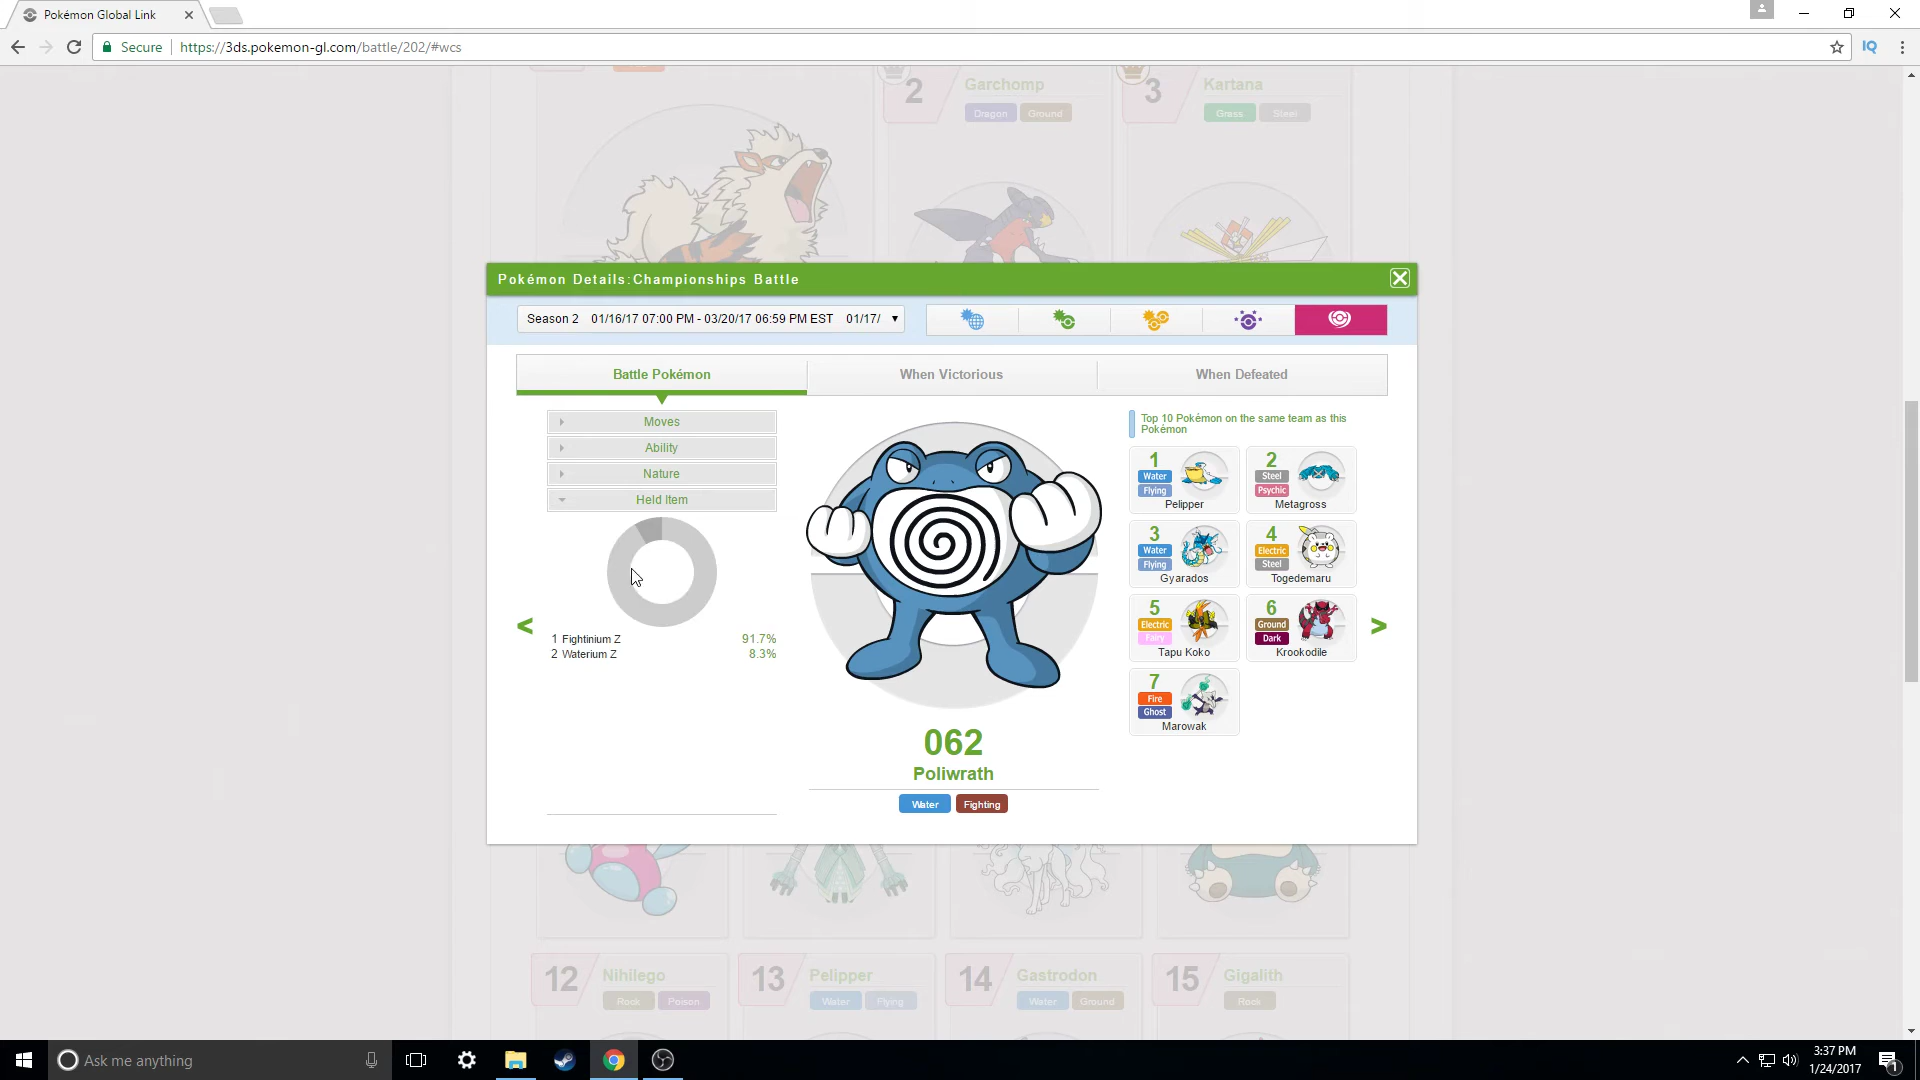 Pokémon Global Link
Secure
https://3ds.pokemon-gl.com/battle/202/#wcs
IQ
2 Garchomp
Dragon Ground
3 Kartana
Grass Steel
Pokémon Details:Championships Battle
Season 2 01/16/17 07:00 PM - 03/20/17 06:59 PM EST 01/17/
Battle Pokémon
When Victorious
When Defeated
Moves
Ability
Nature
Held Item
1 Fightinium Z 91.7%
2 Waterium Z 8.3%
<
062
Poliwrath
Water Fighting
Top 10 Pokémon on the same team as this
Pokémon
1
Water
Flying
Pelipper
2
Steel
Psychic
Metagross
3
Water
Flying
Gyarados
4
Electric
Steel
Togedemaru
5
Electric
Fairy
Tapu Koko
6
Ground
Dark
Krookodile
7
Fire
Ghost
Marowak
>
12 Nihilego
Rock Poison
13 Pelipper
Water Flying
14 Gastrodon
Water Ground
15 Gigalith
Rock
Ask me anything
3:37 PM
1/24/2017
1